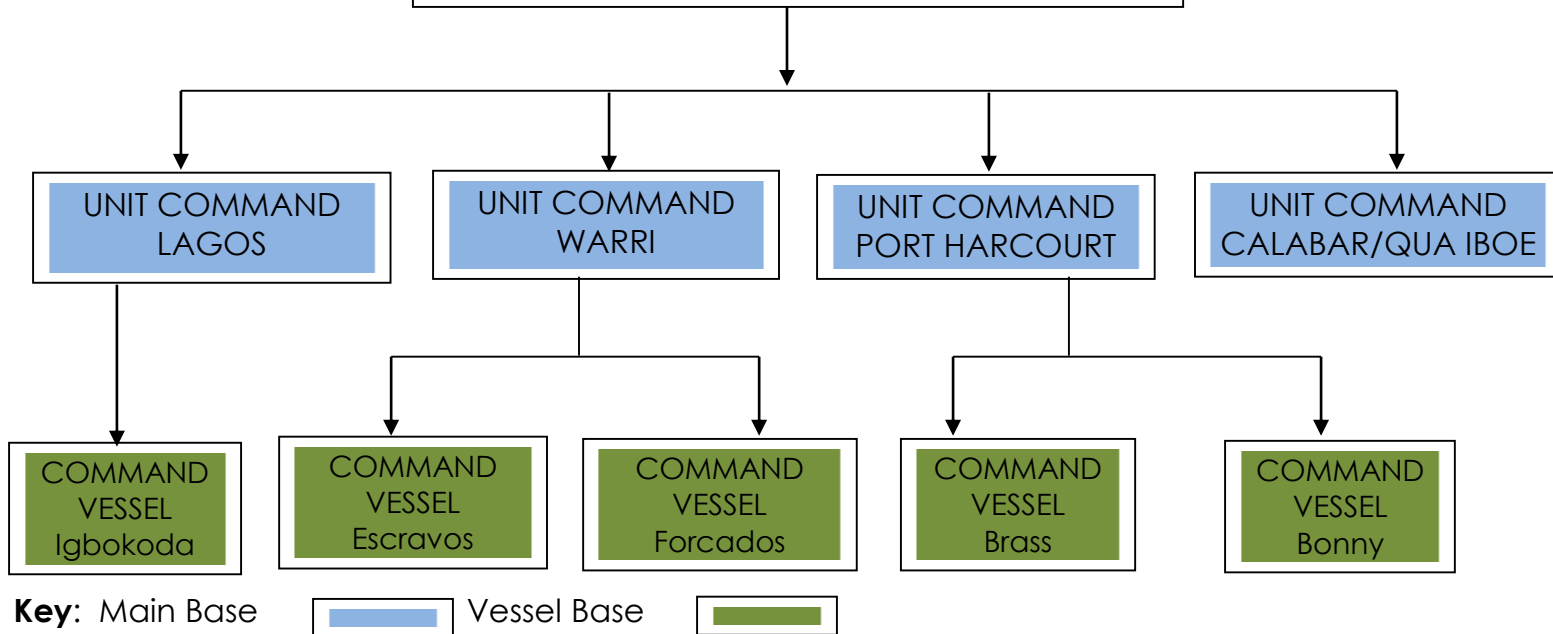 UNIT COMMAND
LAGOS
UNIT COMMAND
WARRI
UNIT COMMAND
PORT HARCOURT
UNIT COMMAND
CALABAR/QUA IBOE
COMMAND
VESSEL
Igbokoda
COMMAND
VESSEL
Escravos
COMMAND
VESSEL
Forcados
COMMAND
VESSEL
Brass
COMMAND
VESSEL
Bonny
Key: Main Base Vessel Base